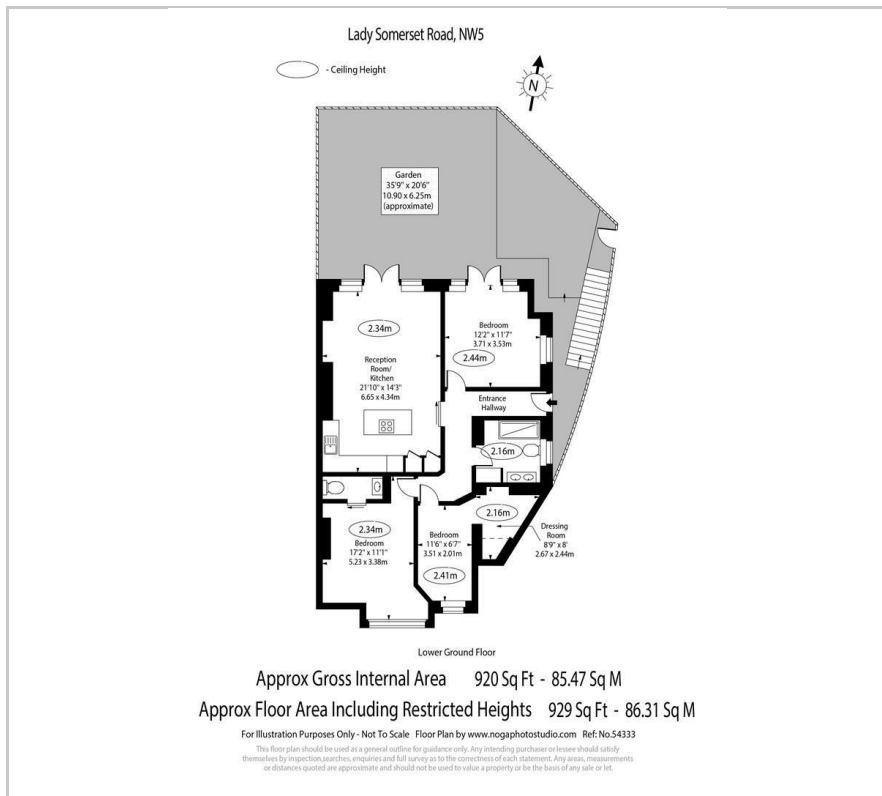 Lady Somerset Road, NW5
- Ceiling Height
N
Garden
35'9" x 20'6"
10.90 x 6.25m
(approximate)
2.34m
Reception
Room/
Kitchen
21'10" x 14'3"
6.65 x 4.34m
Bedroom
12'2" x 11'7"
3.71 x 3.53m
2.44m
Entrance
Hallway
2.16m
2.16m
Dressing
Room
8'9" x 8'
2.67 x 2.44m
2.34m
Bedroom
17'2" x 11'1"
5.23 x 3.38m
Bedroom
11'6" x 6'7"
3.51 x 2.01m
2.41m
Lower Ground Floor
Approx Gross Internal Area 920 Sq Ft - 85.47 Sq M
Approx Floor Area Including Restricted Heights 929 Sq Ft - 86.31 Sq M
For Illustration Purposes Only - Not To Scale Floor Plan by www.nogaphotostudio.com Ref: No.54333
This floor plan should be used as a general outline for guidance only. Any intending purchaser or lessee should satisfy
themselves by inspection,searches, enquiries and full survey as to the correctness of each statement. Any areas, measurements
or distances quoted are approximate and should not be used to value a property or be the basis of any sale or let.